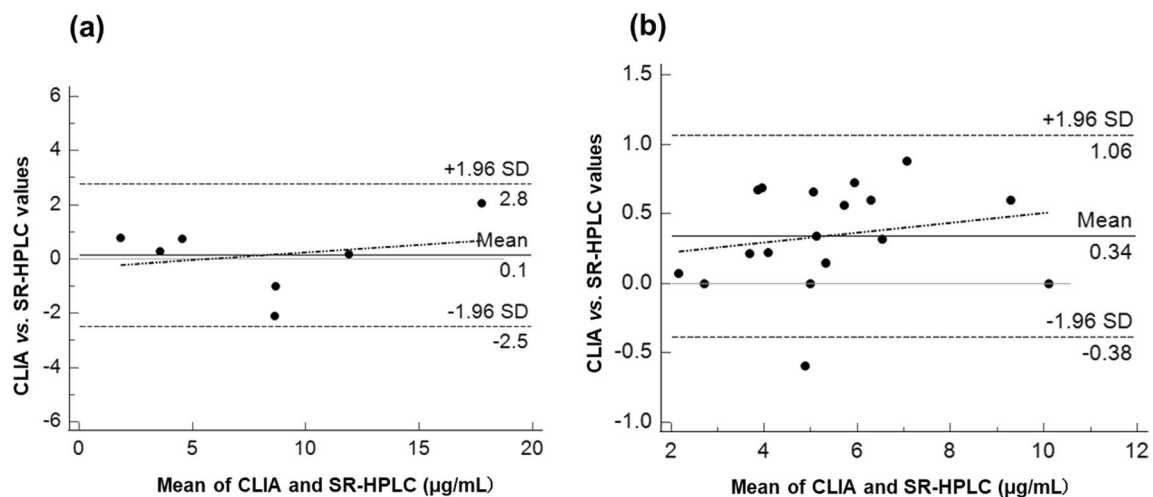 (a)
CLIA vs. SR-HPLC values
6
4
2
0
-2
-4
-6
+1.96 SD
2.8
Mean
0.1
-1.96 SD
-2.5
0
5
10
15
20
Mean of CLIA and SR-HPLC (μg/mL)
(b)
CLIA vs. SR-HPLC values
1.5
1.0
0.5
0.0
-0.5
-1.0
+1.96 SD
1.06
Mean
0.34
-1.96 SD
-0.38
2
4
6
8
10
12
Mean of CLIA and SR-HPLC (μg/mL)